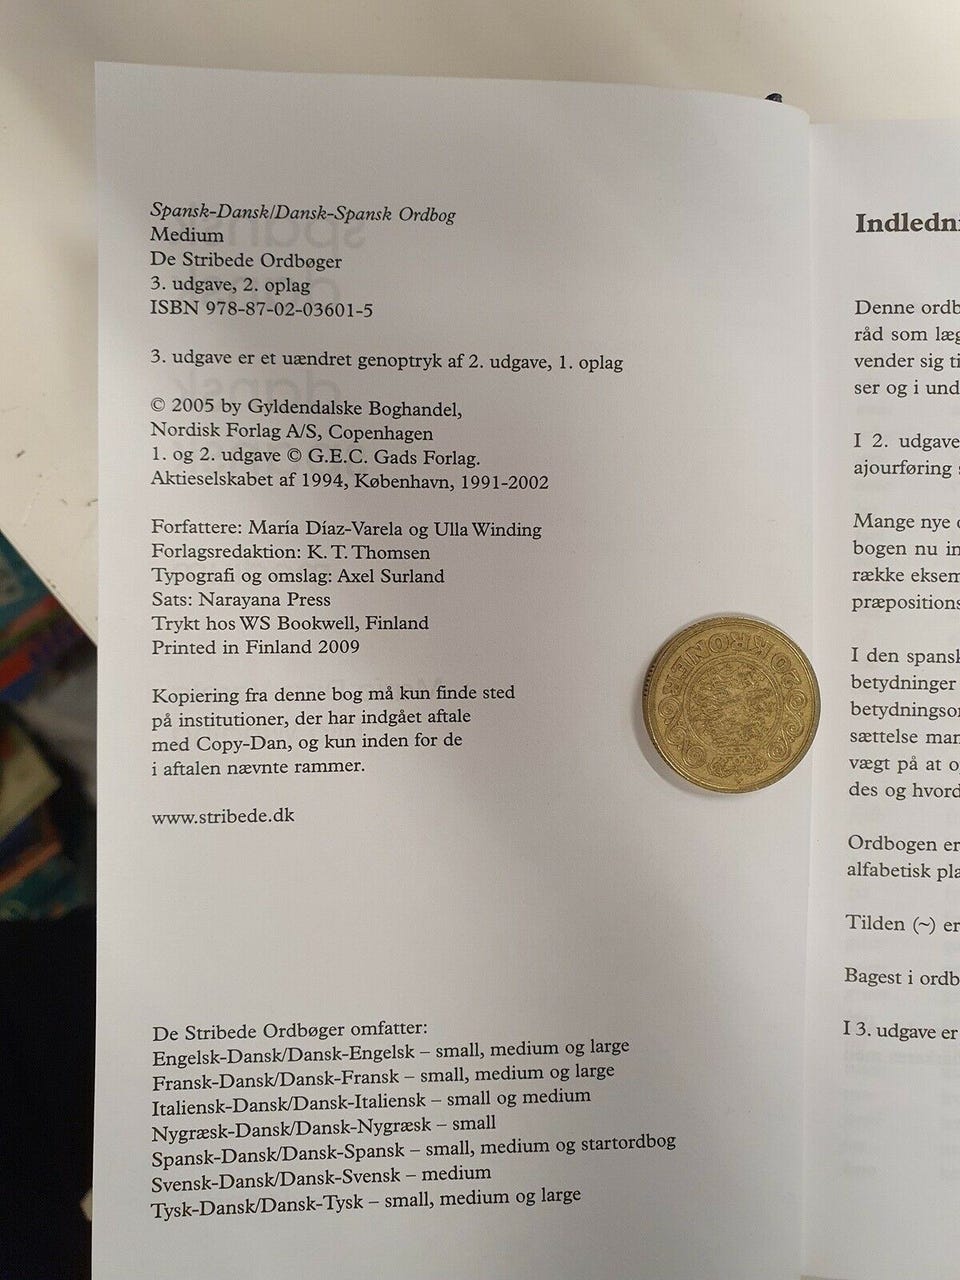 Spansk-Dansk/Dansk-Spansk Ordbog
Medium
De Stribede Ordbøger
3. udgave, 2. oplag
ISBN 978-87-02-03601-5
3. udgave er et uændret genoptryk af 2. udgave, 1. oplag
© 2005 by Gyldendalske Boghandel,
Nordisk Forlag A/S, Copenhagen
1. og 2. udgave © G.E.C. Gads Forlag.
Aktieselskabet af 1994, København, 1991-2002
Forfattere: María Díaz-Varela og Ulla Winding
Forlagsredaktion: K. T. Thomsen
Typografi og omslag: Axel Surland
Sats: Narayana Press
Trykt hos WS Bookwell, Finland
Printed in Finland 2009
Kopiering fra denne bog må kun finde sted
på institutioner, der har indgået aftale
med Copy-Dan, og kun inden for de
i aftalen nævnte rammer.
www.stribede.dk
De Stribede Ordbøger omfatter:
Engelsk-Dansk/Dansk-Engelsk – small, medium og large
Fransk-Dansk/Dansk-Fransk – small, medium og large
Italiensk-Dansk/Dansk-Italiensk – small og medium
Nygræsk-Dansk/Dansk-Nygræsk – small
Spansk-Dansk/Dansk-Spansk – small, medium og startordbog
Svensk-Dansk/Dansk-Svensk – medium
Tysk-Dansk/Dansk-Tysk – small, medium og large
20 KRONER
Indledni
Denne ordb
råd som læg
vender sig ti
ser og i und
I 2. udgave
ajourføring
Mange nye
bogen nu in
række eksem
præpositions
I den spansk
betydninger
betydningsor
sættelse man
vægt på at o
des og hvord
Ordbogen er
alfabetisk pla
Tilden (~) er
Bagest i ordb
I 3. udgave er